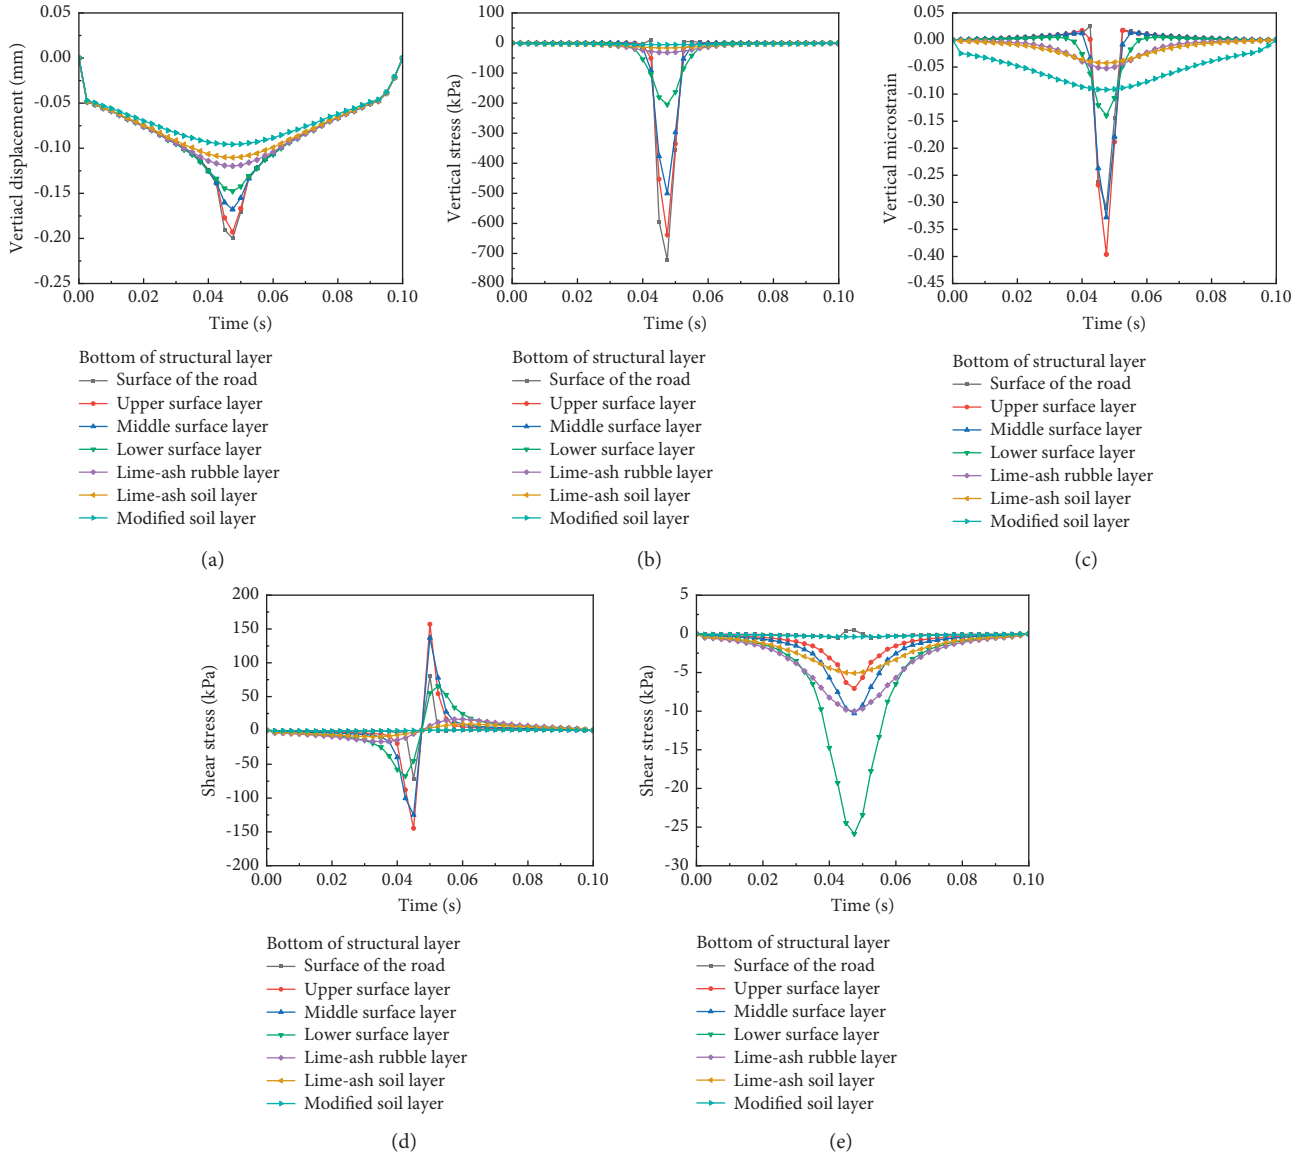 0.05
0.00
-0.05
-0.10
-0.15
-0.20
-0.25
Vertiacl displacement (mm)
0.00 0.02 0.04 0.06 0.08 0.10
Time (s)
Bottom of structural layer
Surface of the road
Upper surface layer
Middle surface layer
Lower surface layer
Lime-ash rubble layer
Lime-ash soil layer
Modified soil layer
(a)
100
0
-100
-200
-300
-400
-500
-600
-700
-800
Vertical stress (kPa)
0.00 0.02 0.04 0.06 0.08 0.10
Time (s)
Bottom of structural layer
Surface of the road
Upper surface layer
Middle surface layer
Lower surface layer
Lime-ash rubble layer
Lime-ash soil layer
Modified soil layer
(b)
0.05
0.00
-0.05
-0.10
-0.15
-0.20
-0.25
-0.30
-0.35
-0.40
-0.45
Vertical microstrain
0.00 0.02 0.04 0.06 0.08 0.10
Time (s)
Bottom of structural layer
Surface of the road
Upper surface layer
Middle surface layer
Lower surface layer
Lime-ash rubble layer
Lime-ash soil layer
Modified soil layer
(c)
200
150
100
50
0
-50
-100
-150
-200
Shear stress (kPa)
0.00 0.02 0.04 0.06 0.08 0.10
Time (s)
Bottom of structural layer
Surface of the road
Upper surface layer
Middle surface layer
Lower surface layer
Lime-ash rubble layer
Lime-ash soil layer
Modified soil layer
(d)
5
0
-5
-10
-15
-20
-25
-30
Shear stress (kPa)
0.00 0.02 0.04 0.06 0.08 0.10
Time (s)
Bottom of structural layer
Surface of the road
Upper surface layer
Middle surface layer
Lower surface layer
Lime-ash rubble layer
Lime-ash soil layer
Modified soil layer
(e)